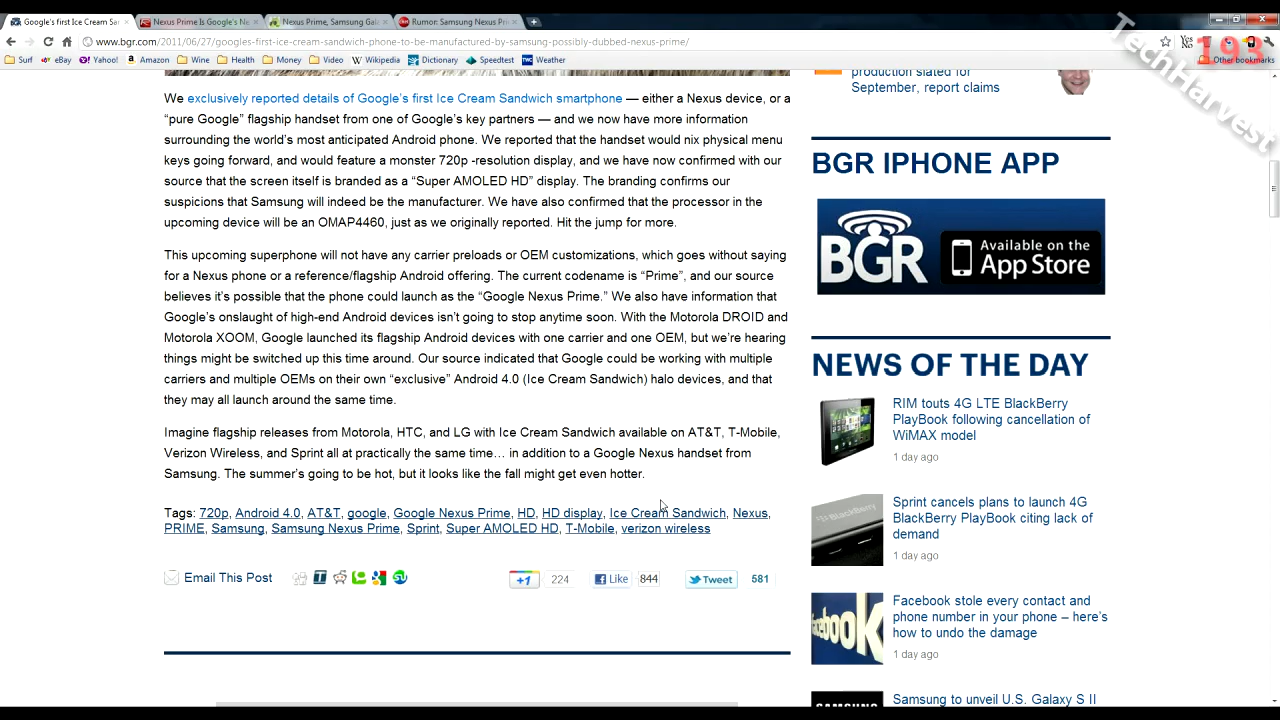 Google's first Ice Cream Sa
Nexus Prime Is Google's Ne
Nexus Prime, Samsung Gal
Rumor: Samsung Nexus Pri
www.bgr.com/2011/06/27/googles-first-ice-cream-sandwich-phone-to-be-manufactured-by-samsung-possibly-dubbed-nexus-prime/
Surf eBay Yahoo! Amazon Wine Health Money Video Wikipedia Dictionary Speedtest Weather Other bookmarks
193
TechHarvest
We exclusively reported details of Google's first Ice Cream Sandwich smartphone — either a Nexus device, or a
“pure Google” flagship handset from one of Google's key partners — and we now have more information
surrounding the world's most anticipated Android phone. We reported that the handset would nix physical menu
keys going forward, and would feature a monster 720p -resolution display, and we have now confirmed with our
source that the screen itself is branded as a “Super AMOLED HD” display. The branding confirms our
suspicions that Samsung will indeed be the manufacturer. We have also confirmed that the processor in the
upcoming device will be an OMAP4460, just as we originally reported. Hit the jump for more.
This upcoming superphone will not have any carrier preloads or OEM customizations, which goes without saying
for a Nexus phone or a reference/flagship Android offering. The current codename is “Prime”, and our source
believes it's possible that the phone could launch as the “Google Nexus Prime.” We also have information that
Google's onslaught of high-end Android devices isn't going to stop anytime soon. With the Motorola DROID and
Motorola XOOM, Google launched its flagship Android devices with one carrier and one OEM, but we're hearing
things might be switched up this time around. Our source indicated that Google could be working with multiple
carriers and multiple OEMs on their own “exclusive” Android 4.0 (Ice Cream Sandwich) halo devices, and that
they may all launch around the same time.
Imagine flagship releases from Motorola, HTC, and LG with Ice Cream Sandwich available on AT&T, T-Mobile,
Verizon Wireless, and Sprint all at practically the same time… in addition to a Google Nexus handset from
Samsung. The summer's going to be hot, but it looks like the fall might get even hotter.
Tags: 720p, Android 4.0, AT&T, google, Google Nexus Prime, HD, HD display, Ice Cream Sandwich, Nexus,
PRIME, Samsung, Samsung Nexus Prime, Sprint, Super AMOLED HD, T-Mobile, verizon wireless
Email This Post
+1 224 Like 844 Tweet 581
production slated for
September, report claims
BGR IPHONE APP
BGR
Available on the
App Store
NEWS OF THE DAY
RIM touts 4G LTE BlackBerry
PlayBook following cancellation of
WiMAX model
1 day ago
Sprint cancels plans to launch 4G
BlackBerry PlayBook citing lack of
demand
1 day ago
Facebook stole every contact and
phone number in your phone – here's
how to undo the damage
1 day ago
facebook
Samsung to unveil U.S. Galaxy S II